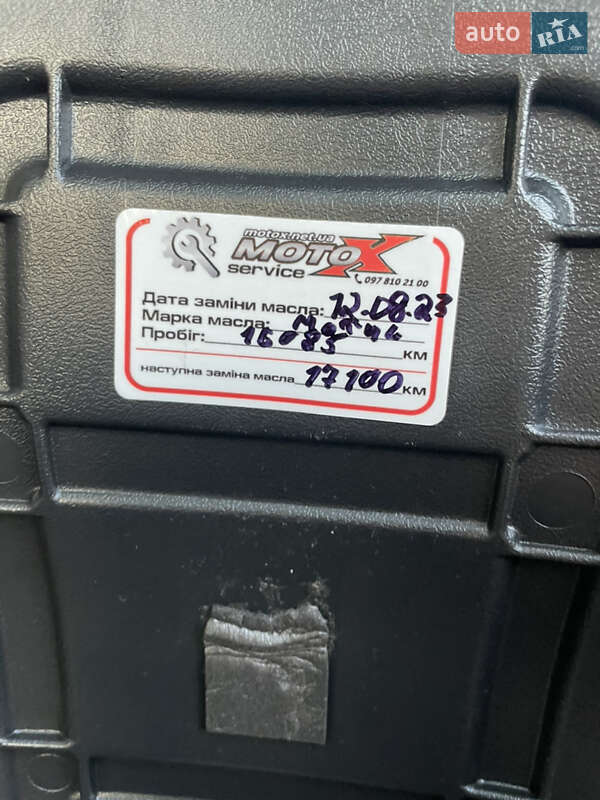 auto RIA
.com
motox.net.ua
MOTO X
service
097 810 21 00
Дата заміни масла: 12.08.23
Марка масла:
Пробіг: 16085 км
наступна заміна масла 17100 км